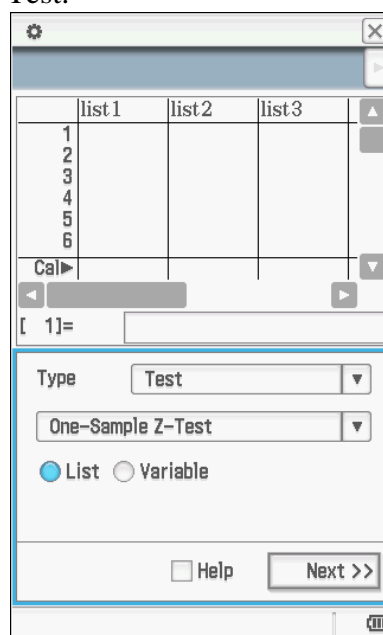 Test.
list1 list2 list3
1
2
3
4
5
6
Cal▶
[ 1]=
Type Test
One-Sample Z-Test
List Variable
Help Next >>